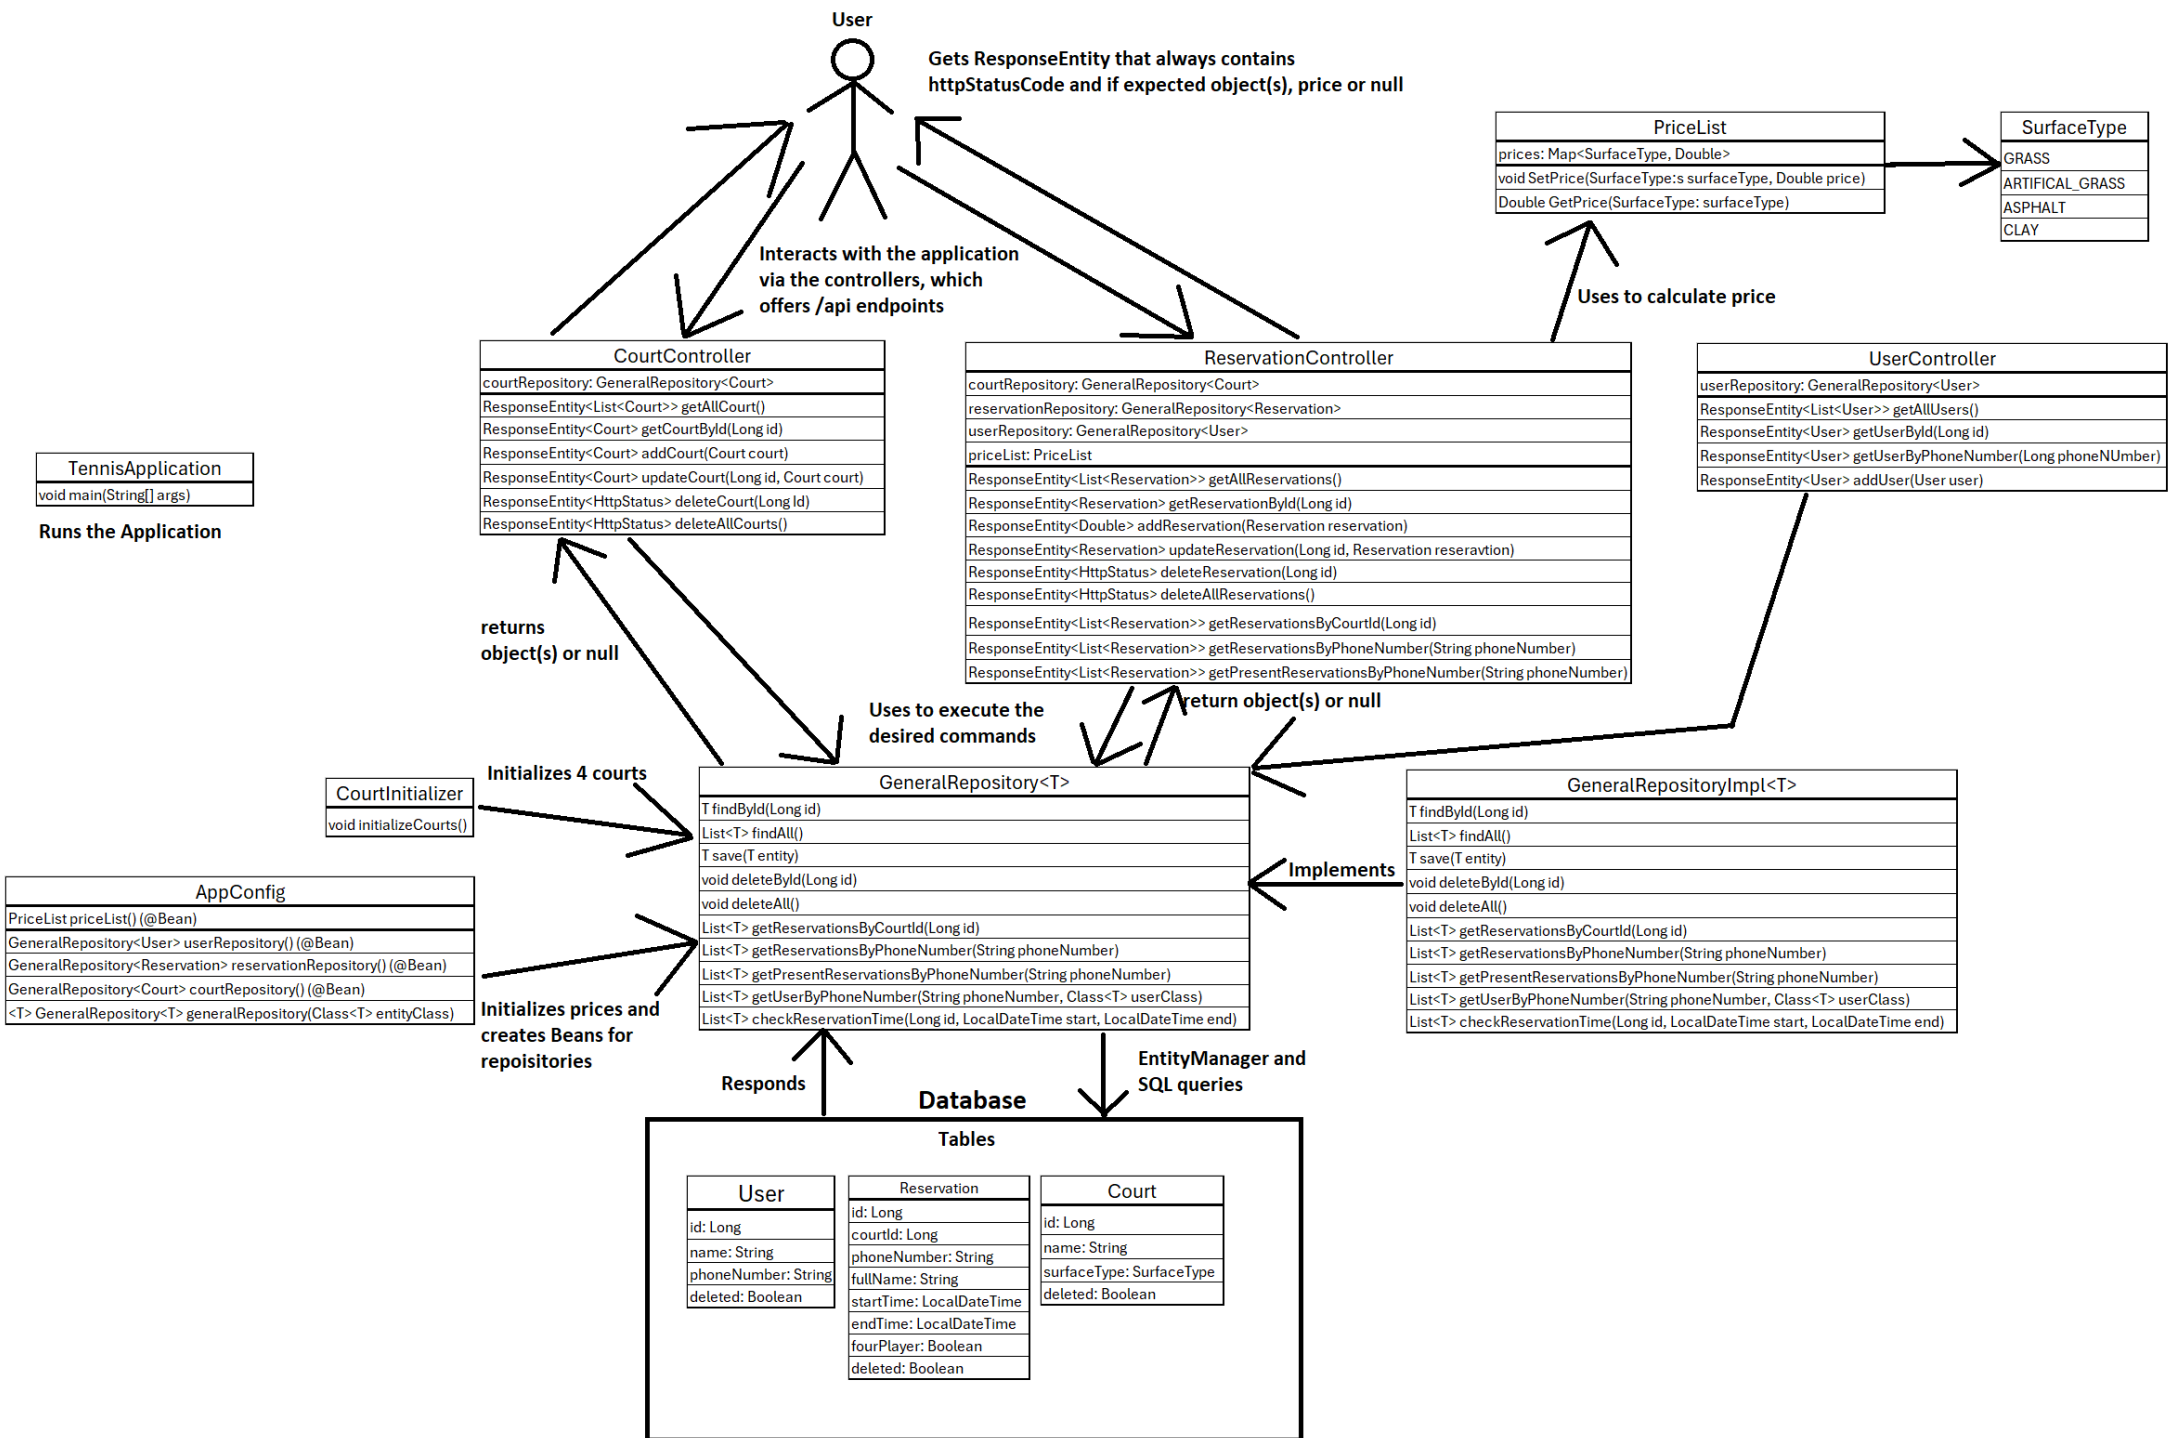 User
Gets ResponseEntity that always contains
httpStatusCode and if expected object(s), price or null
PriceList
prices: Map<SurfaceType, Double>
void SetPrice(SurfaceType:s surfaceType, Double price)
Double GetPrice(SurfaceType: surfaceType)
SurfaceType
GRASS
ARTIFICAL_GRASS
ASPHALT
CLAY
Interacts with the application
via the controllers, which
offers /api endpoints
Uses to calculate price
CourtController
courtRepository: GeneralRepository<Court>
ResponseEntity<List<Court>> getAllCourt()
ResponseEntity<Court> getCourtById(Long id)
ResponseEntity<Court> addCourt(Court court)
ResponseEntity<Court> updateCourt(Long id, Court court)
ResponseEntity<HttpStatus> deleteCourt(Long Id)
ResponseEntity<HttpStatus> deleteAllCourts()
ReservationController
courtRepository: GeneralRepository<Court>
reservationRepository: GeneralRepository<Reservation>
userRepository: GeneralRepository<User>
priceList: PriceList
ResponseEntity<List<Reservation>> getAllReservations()
ResponseEntity<Reservation> getReservationById(Long id)
ResponseEntity<Double> addReservation(Reservation reservation)
ResponseEntity<Reservation> updateReservation(Long id, Reservation reseravtion)
ResponseEntity<HttpStatus> deleteReservation(Long id)
ResponseEntity<HttpStatus> deleteAllReservations()
ResponseEntity<List<Reservation>> getReservationsByCourtId(Long id)
ResponseEntity<List<Reservation>> getReservationsByPhoneNumber(String phoneNumber)
ResponseEntity<List<Reservation>> getPresentReservationsByPhoneNumber(String phoneNumber)
UserController
userRepository: GeneralRepository<User>
ResponseEntity<List<User>> getAllUsers()
ResponseEntity<User> getUserById(Long id)
ResponseEntity<User> getUserByPhoneNumber(Long phoneNUmber)
ResponseEntity<User> addUser(User user)
TennisApplication
void main(String[] args)
Runs the Application
returns
object(s) or null
Uses to execute the
desired commands
return object(s) or null
Initializes 4 courts
CourtInitializer
void initializeCourts()
GeneralRepository<T>
T findById(Long id)
List<T> findAll()
T save(T entity)
void deleteById(Long id)
void deleteAll()
List<T> getReservationsByCourtId(Long id)
List<T> getReservationsByPhoneNumber(String phoneNumber)
List<T> getPresentReservationsByPhoneNumber(String phoneNumber)
List<T> getUserByPhoneNumber(String phoneNumber, Class<T> userClass)
List<T> checkReservationTime(Long id, LocalDateTime start, LocalDateTime end)
Implements
GeneralRepositoryImpl<T>
T findById(Long id)
List<T> findAll()
T save(T entity)
void deleteById(Long id)
void deleteAll()
List<T> getReservationsByCourtId(Long id)
List<T> getReservationsByPhoneNumber(String phoneNumber)
List<T> getPresentReservationsByPhoneNumber(String phoneNumber)
List<T> getUserByPhoneNumber(String phoneNumber, Class<T> userClass)
List<T> checkReservationTime(Long id, LocalDateTime start, LocalDateTime end)
AppConfig
PriceList priceList() (@Bean)
GeneralRepository<User> userRepository() (@Bean)
GeneralRepository<Reservation> reservationRepository() (@Bean)
GeneralRepository<Court> courtRepository() (@Bean)
<T> GeneralRepository<T> generalRepository(Class<T> entityClass)
Initializes prices and
creates Beans for
repoisitories
Responds
EntityManager and
SQL queries
Database
Tables
User
id: Long
name: String
phoneNumber: String
deleted: Boolean
Reservation
id: Long
courtId: Long
phoneNumber: String
fullName: String
startTime: LocalDateTime
endTime: LocalDateTime
fourPlayer: Boolean
deleted: Boolean
Court
id: Long
name: String
surfaceType: SurfaceType
deleted: Boolean